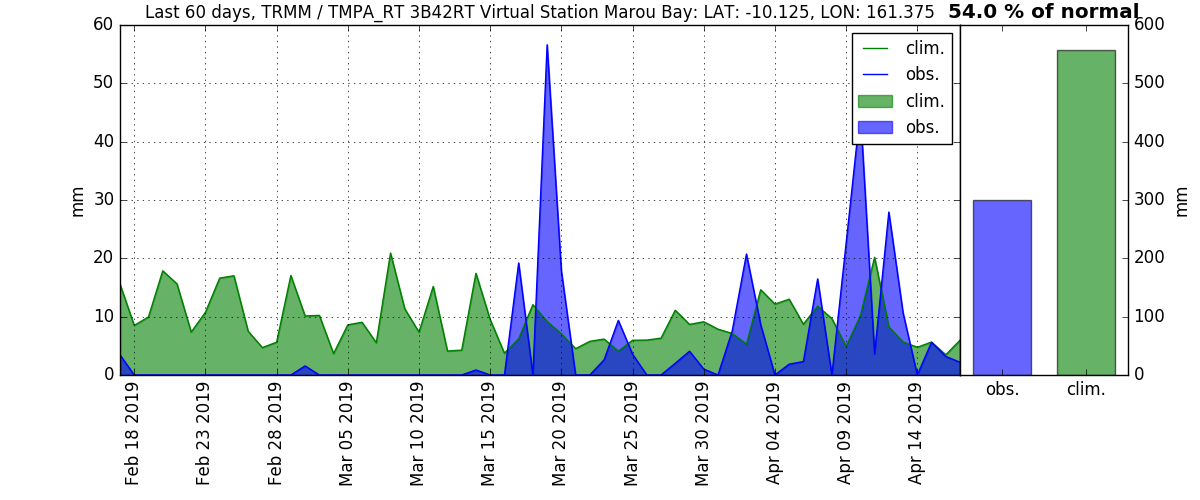 Last 60 days, TRMM / TMPA_RT 3B42RT Virtual Station Marou Bay: LAT: -10.125, LON: 161.375
54.0 % of normal
60
50
40
30
20
10
0
mm
clim.
obs.
clim.
obs.
Feb 18 2019
Feb 23 2019
Feb 28 2019
Mar 05 2019
Mar 10 2019
Mar 15 2019
Mar 20 2019
Mar 25 2019
Mar 30 2019
Apr 04 2019
Apr 09 2019
Apr 14 2019
600
500
400
300
200
100
0
mm
obs.
clim.